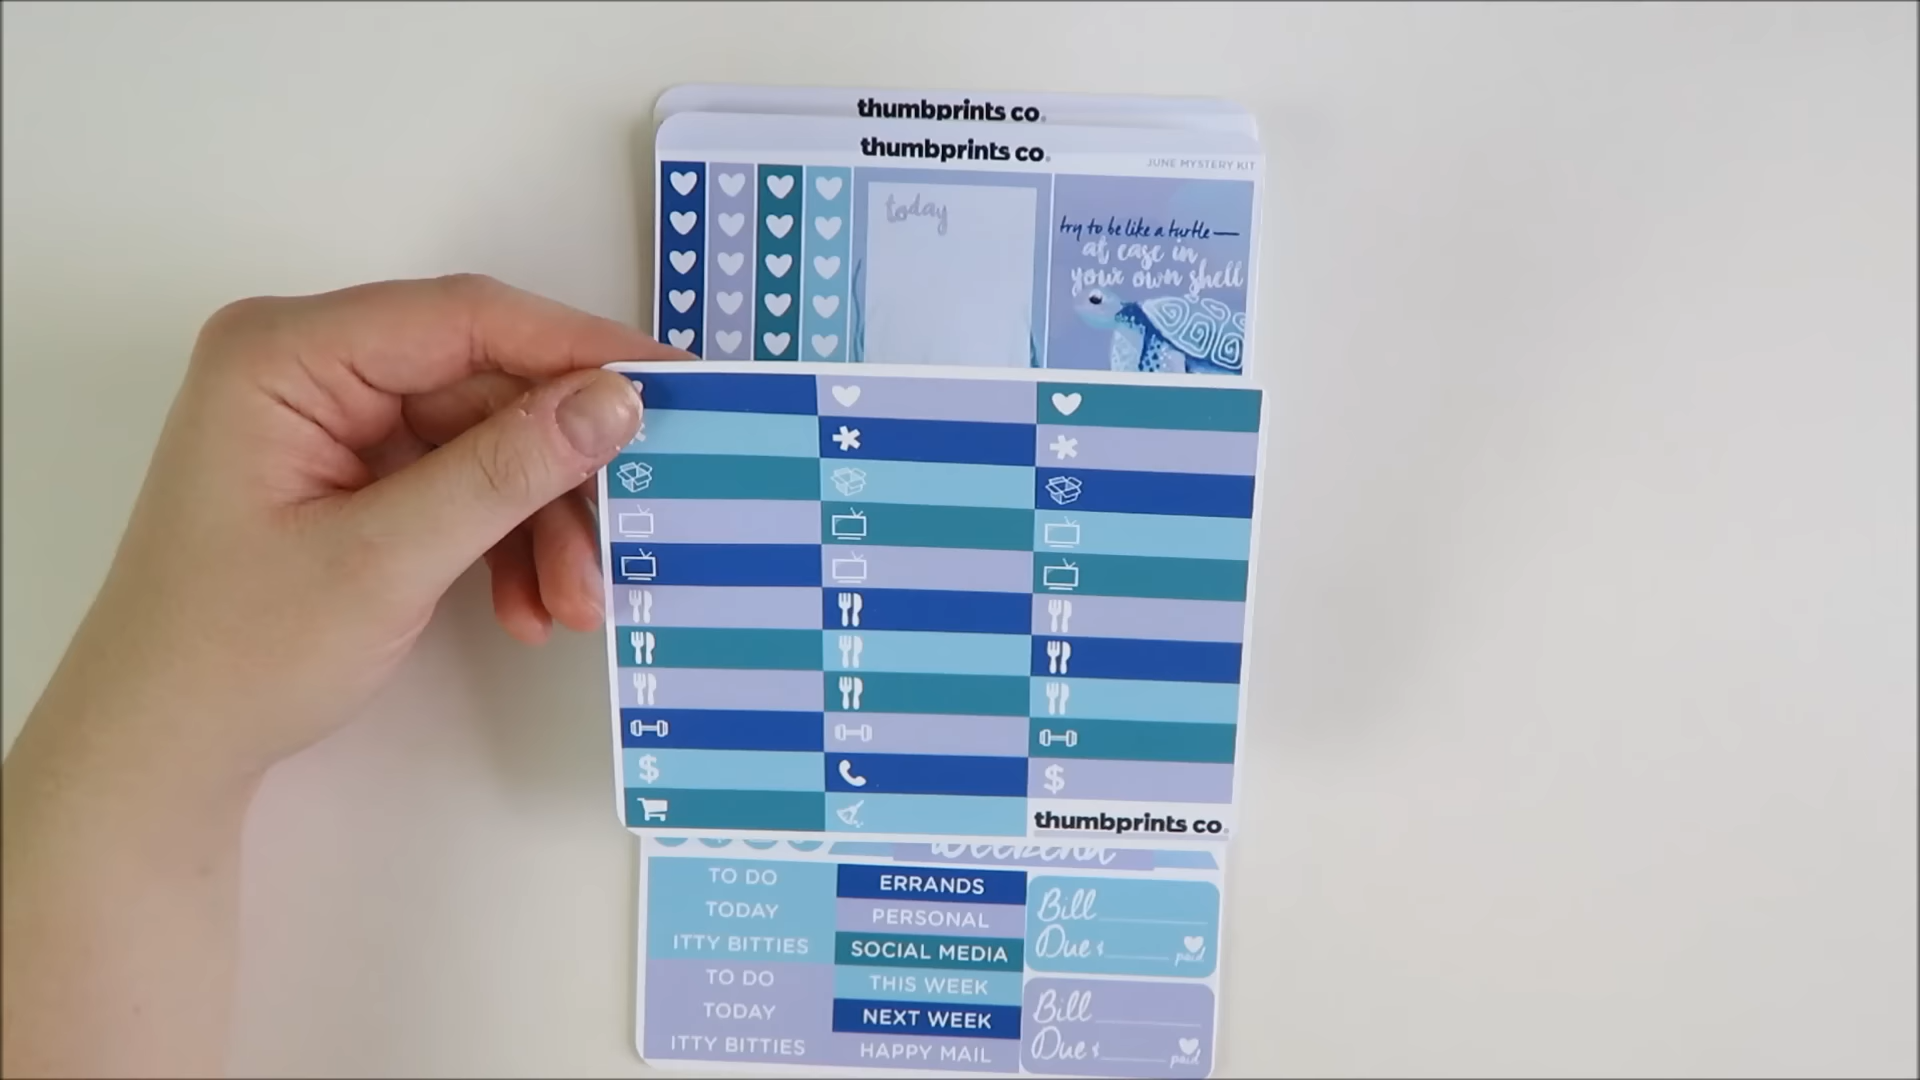 thumbprints co.
thumbprints co.
JUNE MYSTERY KIT
today
try to be like a turtle—
at ease in
your own shell
$
$
thumbprints co.
Weekend
TO DO
TODAY
ITTY BITTIES
TO DO
TODAY
ITTY BITTIES
ERRANDS
PERSONAL
SOCIAL MEDIA
THIS WEEK
NEXT WEEK
HAPPY MAIL
Bill
Due $
paid
Bill
Due $
paid